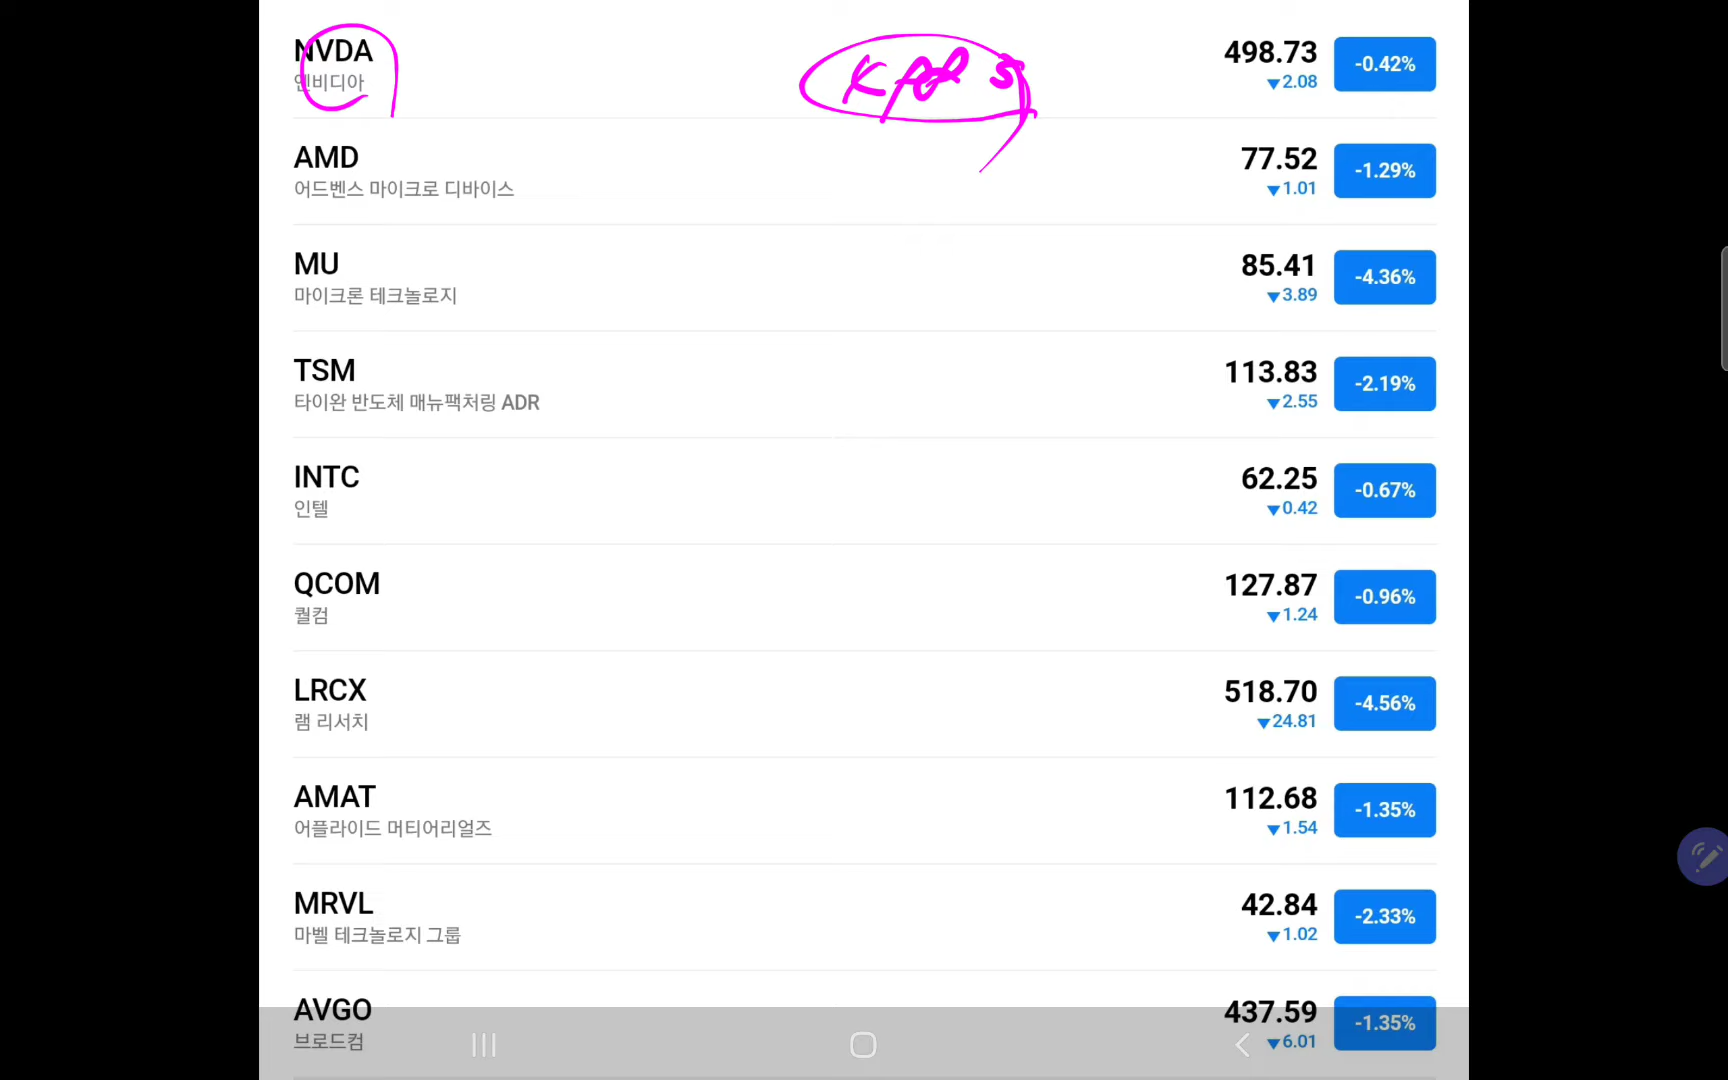 NVDA
엔비디아
498.73
▼2.08
-0.42%
AMD
어드벤스 마이크로 디바이스
77.52
▼1.01
-1.29%
MU
마이크론 테크놀로지
85.41
▼3.89
-4.36%
TSM
타이완 반도체 매뉴팩처링 ADR
113.83
▼2.55
-2.19%
INTC
인텔
62.25
▼0.42
-0.67%
QCOM
퀄컴
127.87
▼1.24
-0.96%
LRCX
램 리서치
518.70
▼24.81
-4.56%
AMAT
어플라이드 머티어리얼즈
112.68
▼1.54
-1.35%
MRVL
마벨 테크놀로지 그룹
42.84
▼1.02
-2.33%
AVGO
브로드컴
437.59
▼6.01
-1.35%